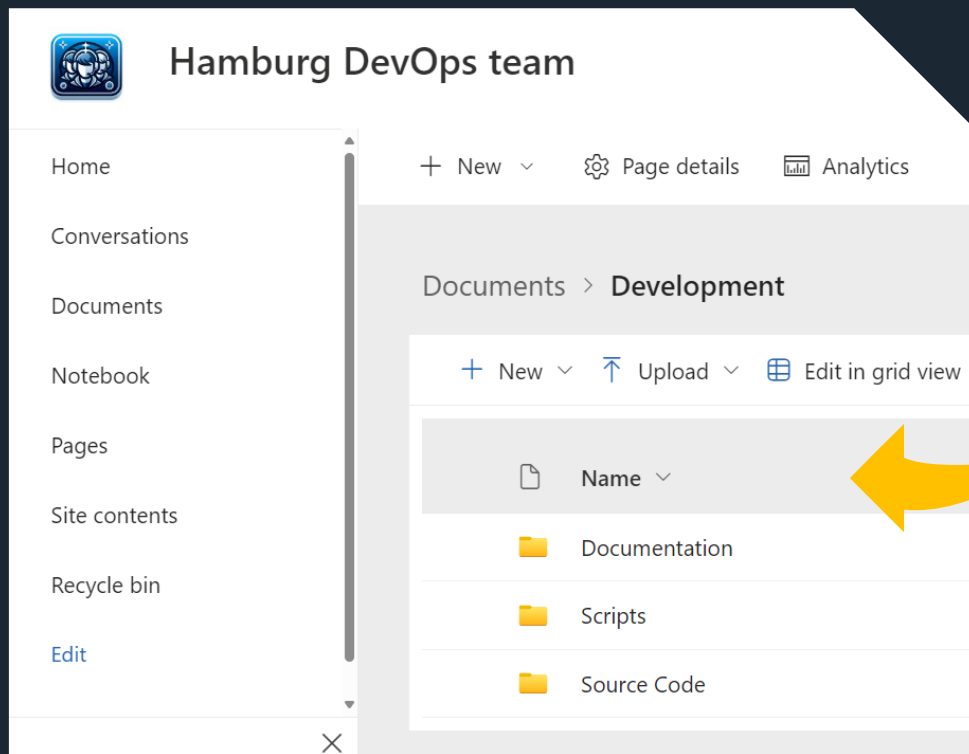 Hamburg DevOps team
Home
Conversations
Documents
Notebook
Pages
Site contents
Recycle bin
Edit
New
Page details
Analytics
Documents > Development
New
Upload
Edit in grid view
Name
Documentation
Scripts
Source Code